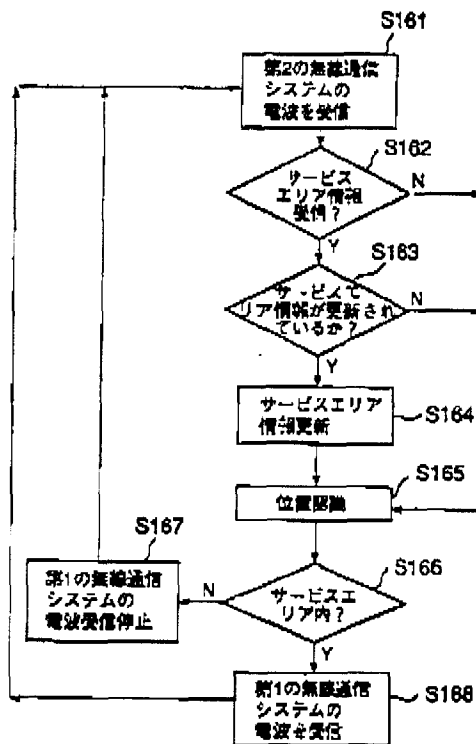 S161
第2の無線通信
システムの
電波を受信
S162
サービス
エリア情報
受信？
N
Y
S163
サービスエ
リア情報が更新され
ているか？
N
Y
サービスエリア
情報更新
S164
S165
位置認識
S167
第1の無線通信
システムの
電波受信停止
S166
N
サービスエ
リア内？
Y
第1の無線通信
システムの
電波を受信
S168